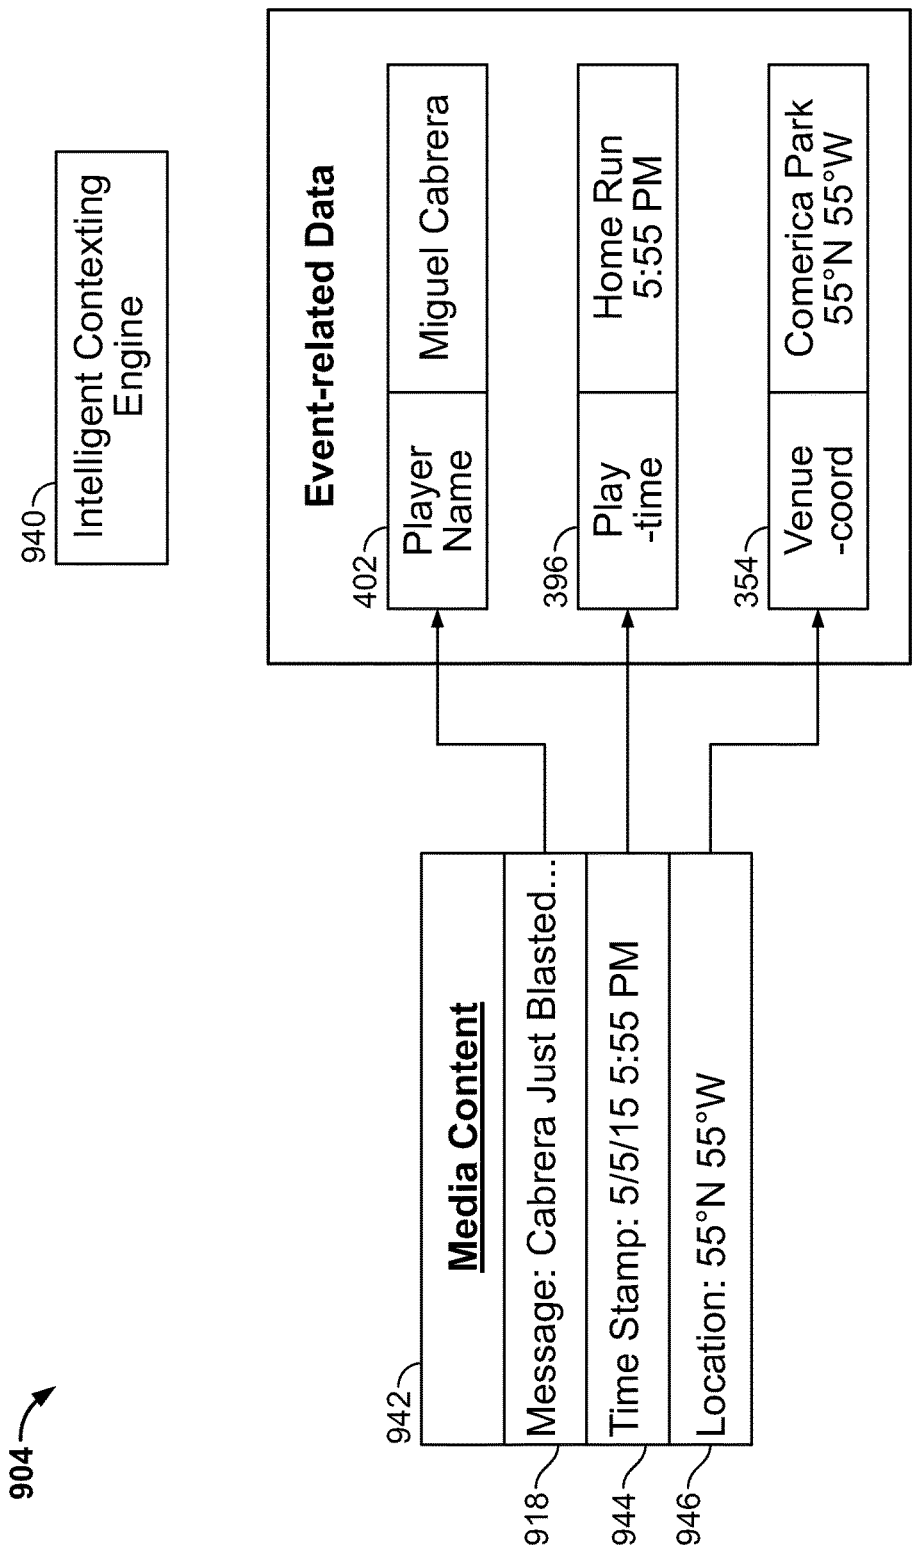 904
940
Intelligent Contexting
Engine
942
Media Content
918
Message: Cabrera Just Blasted...
944
Time Stamp: 5/5/15 5:55 PM
946
Location: 55°N 55°W
Event-related Data
402
Player
Name
Miguel Cabrera
396
Play
-time
Home Run
5:55 PM
354
Venue
-coord
Comerica Park
55°N 55°W